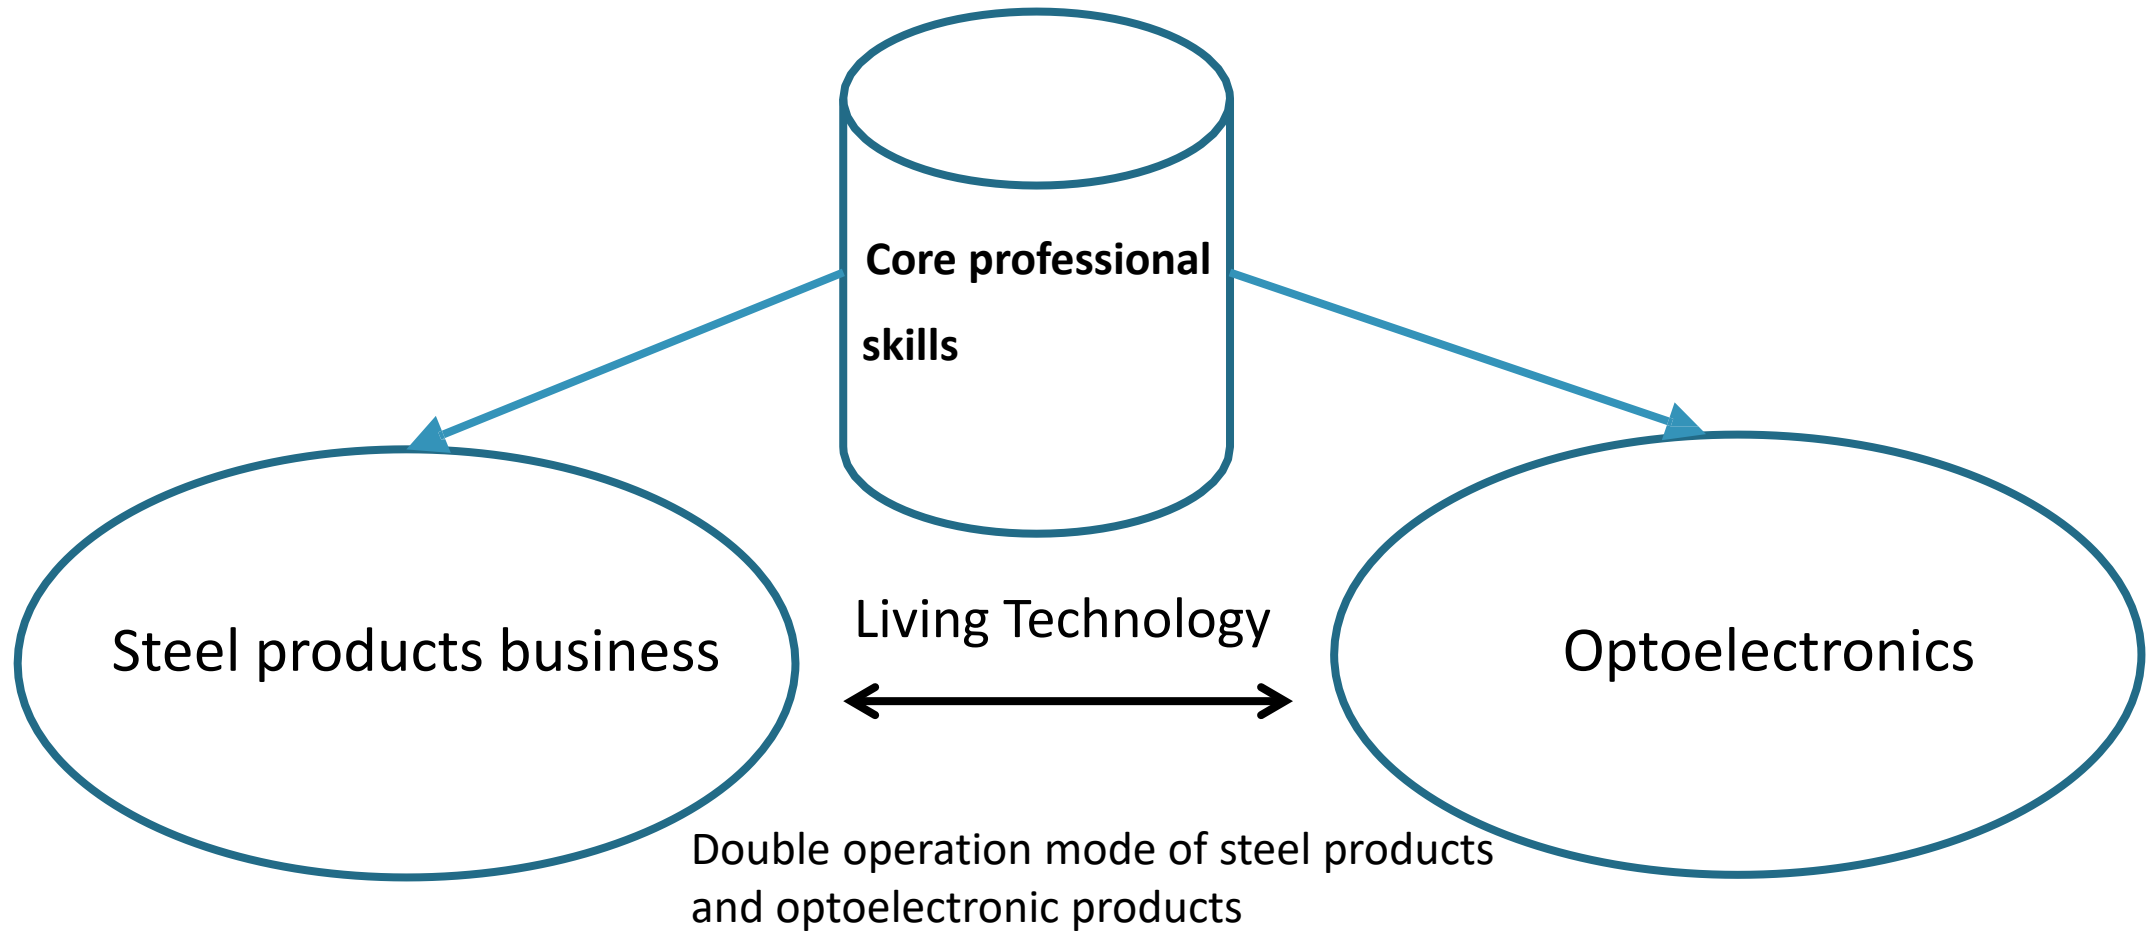 Core professional
skills
Living Technology
Steel products business
Optoelectronics
Double operation mode of steel products
and optoelectronic products